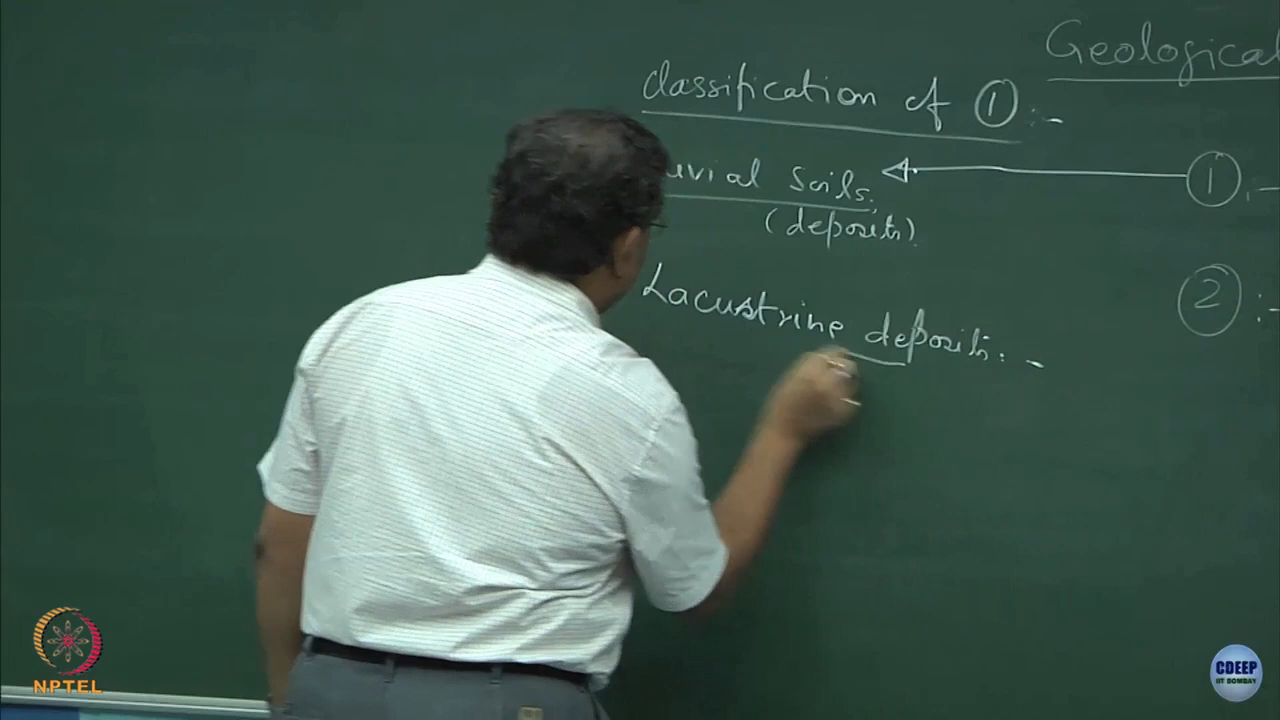 Geological
classification of ①:-
uvial soils.
(deposits)
①.-
Lacustrine deposits. -
② :-
NPTEL
CDEEP
IIT BOMBAY